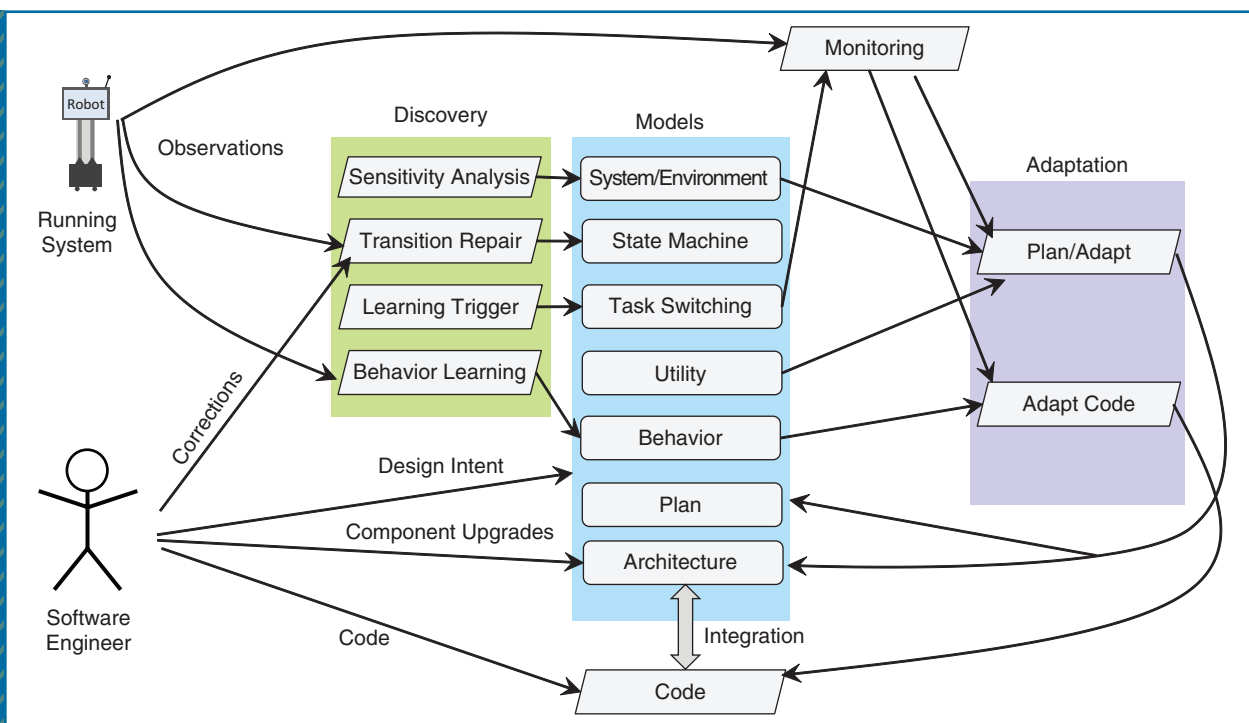 Monitoring
Robot
Observations
Running
System
Discovery
Sensitivity Analysis
Transition Repair
Learning Trigger
Behavior Learning
Models
System/Environment
State Machine
Task Switching
Utility
Behavior
Plan
Architecture
Adaptation
Plan/Adapt
Adapt Code
Corrections
Design Intent
Component Upgrades
Code
Software
Engineer
Integration
Code